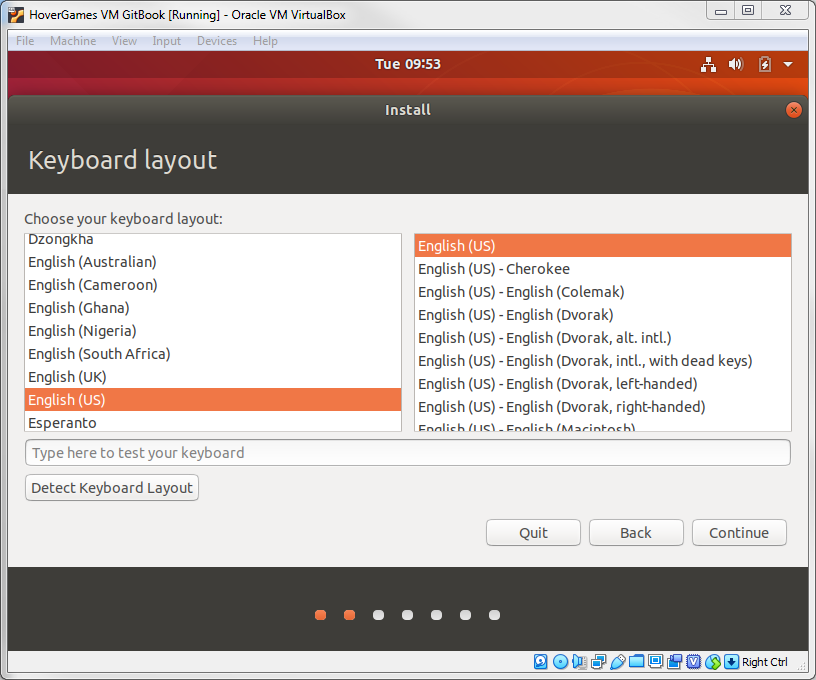 HoverGames VM GitBook [Running] - Oracle VM VirtualBox
File Machine View Input Devices Help
Tue 09:53
Install
Keyboard layout
Choose your keyboard layout:
Dzongkha
English (Australian)
English (Cameroon)
English (Ghana)
English (Nigeria)
English (South Africa)
English (UK)
English (US)
Esperanto
English (US)
English (US) - Cherokee
English (US) - English (Colemak)
English (US) - English (Dvorak)
English (US) - English (Dvorak, alt. intl.)
English (US) - English (Dvorak, intl., with dead keys)
English (US) - English (Dvorak, left-handed)
English (US) - English (Dvorak, right-handed)
English (US) - English (Macintosh)
Type here to test your keyboard
Detect Keyboard Layout
Quit Back Continue
Right Ctrl